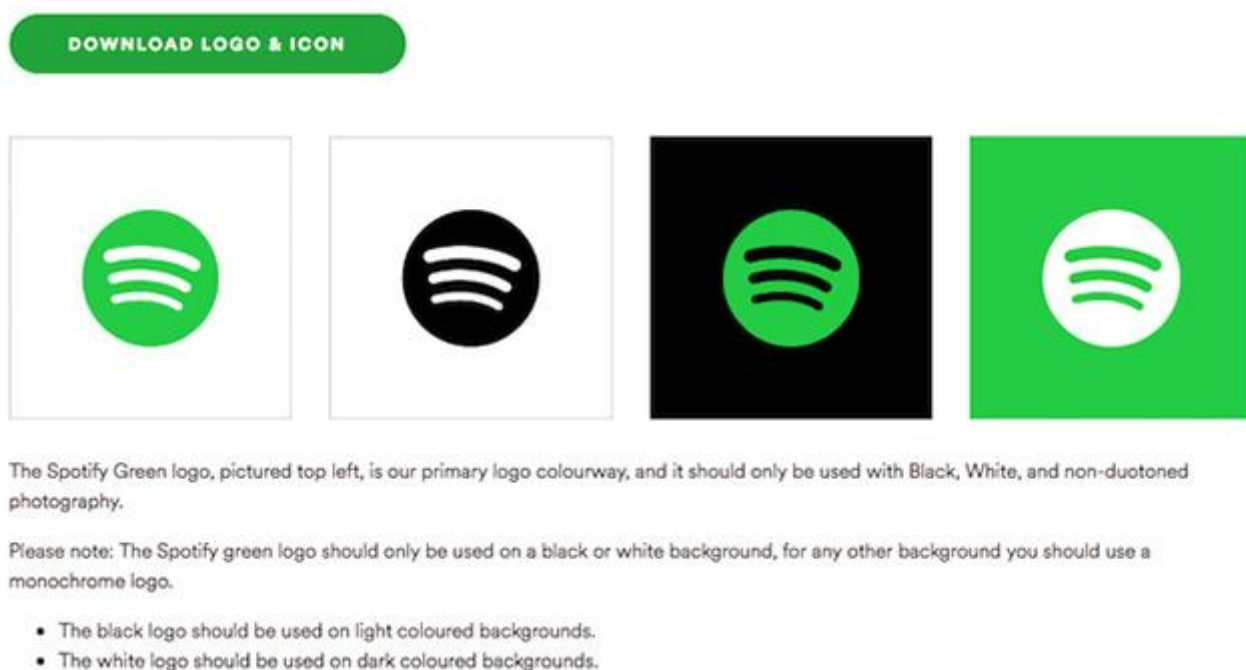 DOWNLOAD LOGO & ICON
The Spotify Green logo, pictured top left, is our primary logo colourway, and it should only be used with Black, White, and non-duotoned
photography.
Please note: The Spotify green logo should only be used on a black or white background, for any other background you should use a
monochrome logo.
• The black logo should be used on light coloured backgrounds.
• The white logo should be used on dark coloured backgrounds.